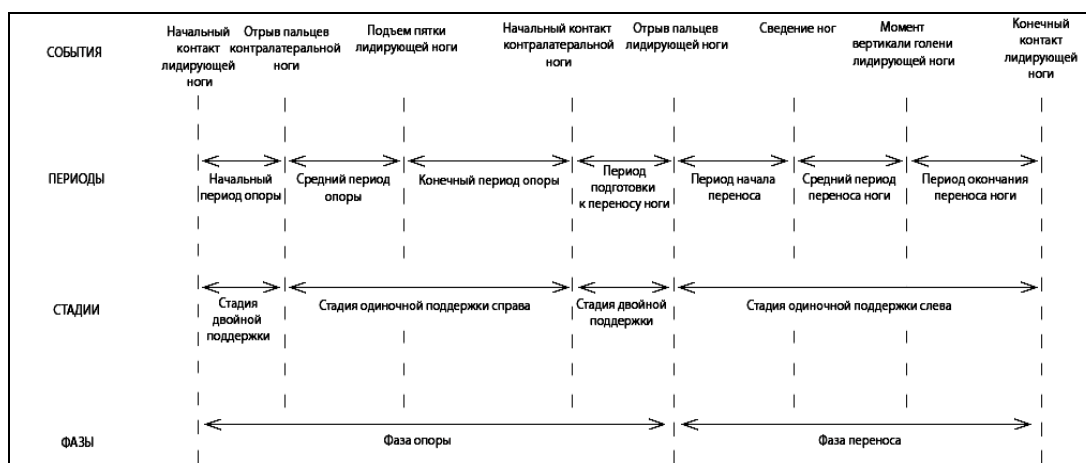 СОБЫТИЯ
Начальный
контакт
лидирующей
ноги
Отрыв пальцев
контралатеральной
ноги
Подъем пятки
лидирующей ноги
Начальный контакт
контралатеральной
ноги
Отрыв пальцев
лидирующей ноги
Сведение ног
Момент
вертикали голени
лидирующей ноги
Конечный
контакт
лидирующей
ноги
ПЕРИОДЫ
Начальный
период опоры
Средний период
опоры
Конечный период опоры
Период
подготовки
к переносу ноги
Период начала
переноса
Средний период
переноса ноги
Период окончания
переноса ноги
СТАДИИ
Стадия
двойной
поддержки
Стадия одиночной поддержки справа
Стадия двойной
поддержки
Стадия одиночной поддержки слева
ФАЗЫ
Фаза опоры
Фаза переноса